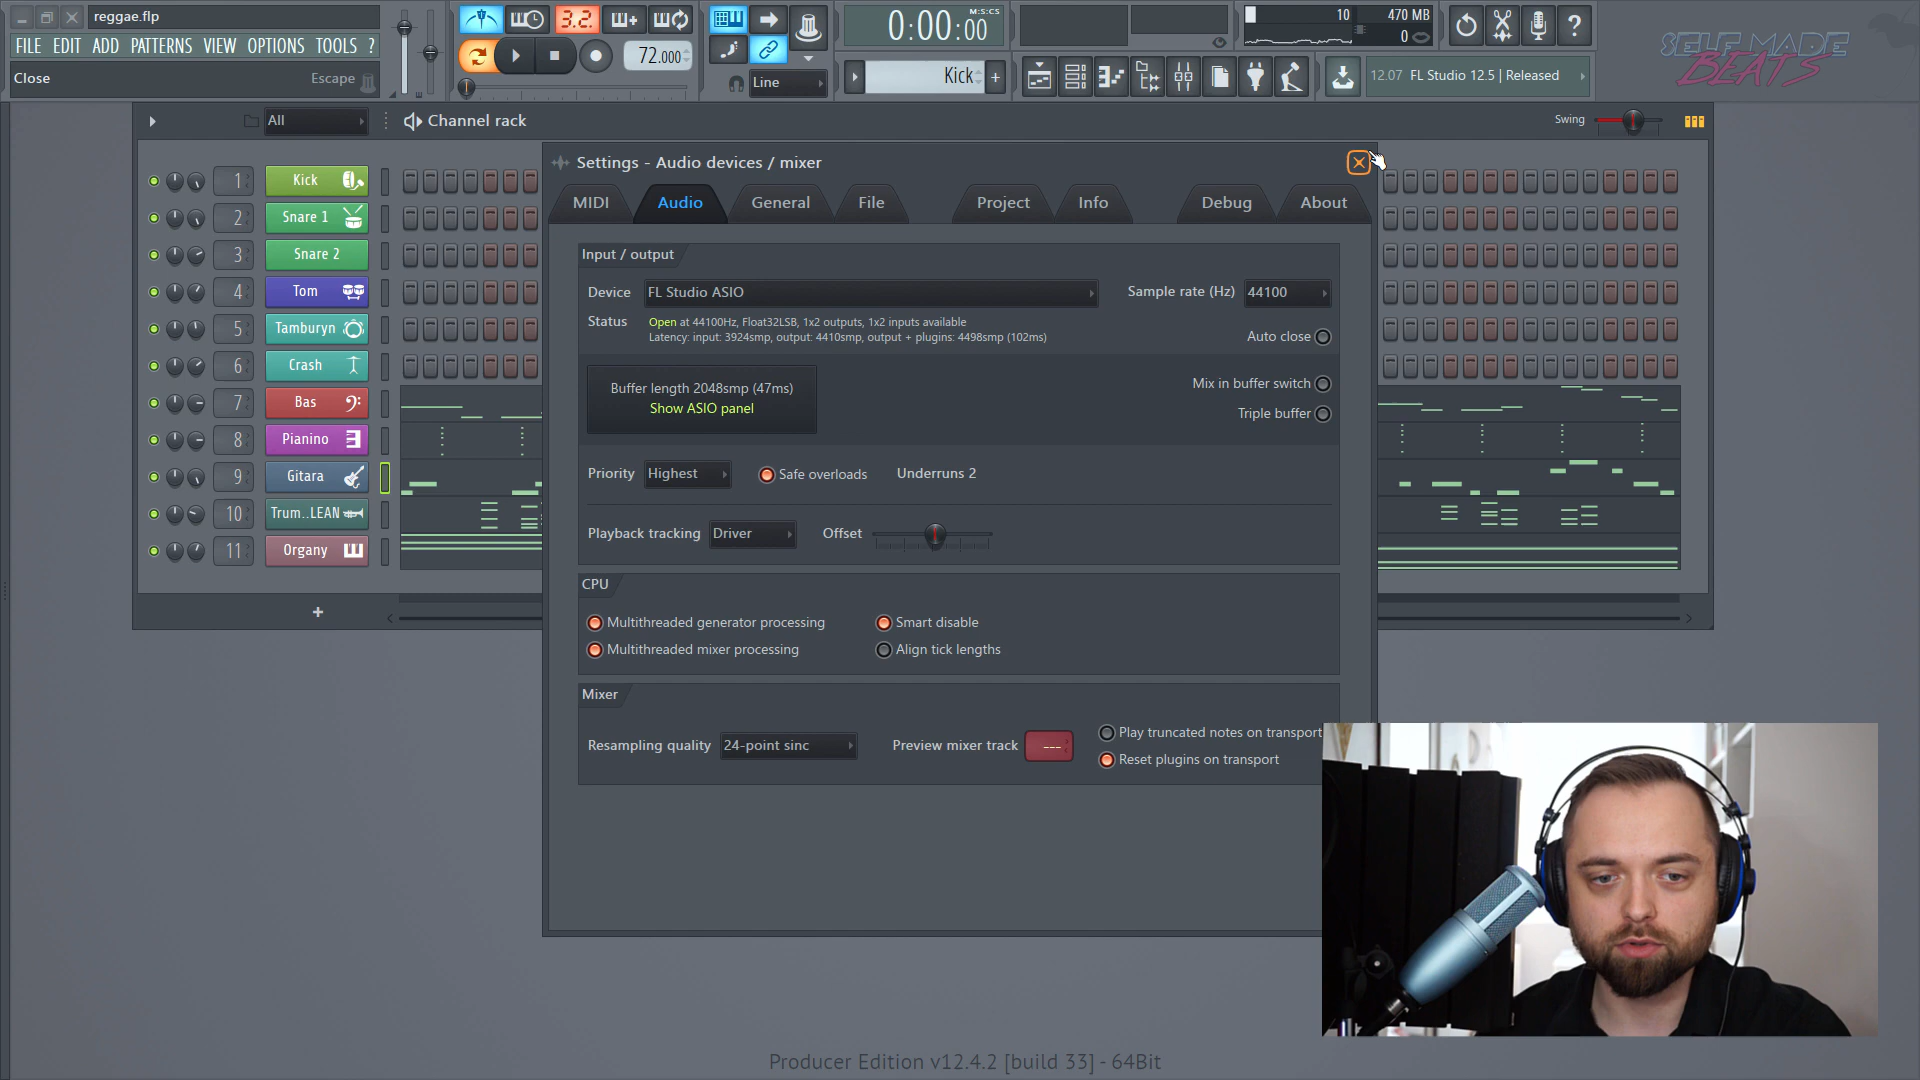 reggae.flp
FILE EDIT ADD PATTERNS VIEW OPTIONS TOOLS ?
Close Escape
3.2.
72.000
Line
0:00:00
M:S:CS
Kick
10 470 MB
0
12.07 FL Studio 12.5 | Released
SELF MADE
BEATS
All
Channel rack
Swing
1 Kick
2 Snare 1
3 Snare 2
4 Tom
5 Tamburyn
6 Crash
7 Bas
8 Pianino
9 Gitara
10 Trum..LEAN
11 Organy
+
Settings - Audio devices / mixer
MIDI Audio General File Project Info Debug About
Input / output
Device FL Studio ASIO Sample rate (Hz) 44100
Status Open at 44100Hz, Float32LSB, 1x2 outputs, 1x2 inputs available
Latency: input: 3924smp, output: 4410smp, output + plugins: 4498smp (102ms)
Auto close
Buffer length 2048smp (47ms)
Show ASIO panel
Mix in buffer switch
Triple buffer
Priority Highest Safe overloads Underruns 2
Playback tracking Driver Offset
CPU
Multithreaded generator processing Smart disable
Multithreaded mixer processing Align tick lengths
Mixer
Resampling quality 24-point sinc Preview mixer track ---
Play truncated notes on transport
Reset plugins on transport
Producer Edition v12.4.2 [build 33] - 64Bit